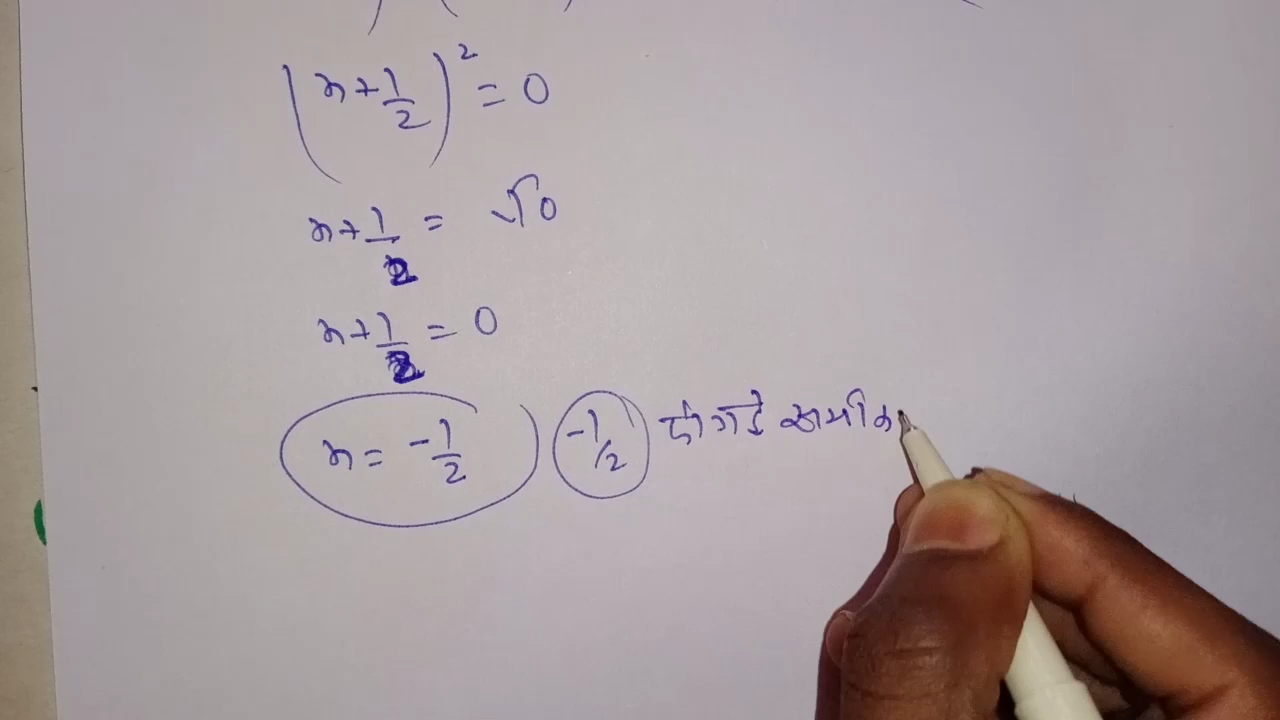 (x + 1/2)² = 0
x + 1/2 = √0
x + 1/2 = 0
x = -1/2 -1/2